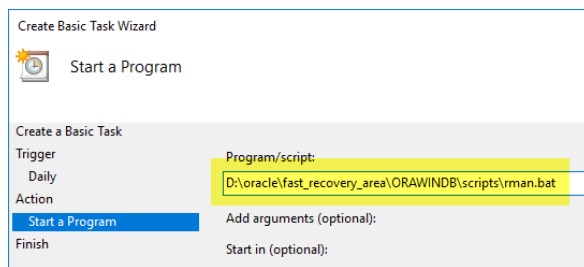 Create Basic Task Wizard
Start a Program
Create a Basic Task
Trigger
Daily
Action
Start a Program
Finish
Program/script:
D:\oracle\fast_recovery_area\ORAWINDB\scripts\rman.bat
Add arguments (optional):
Start in (optional):